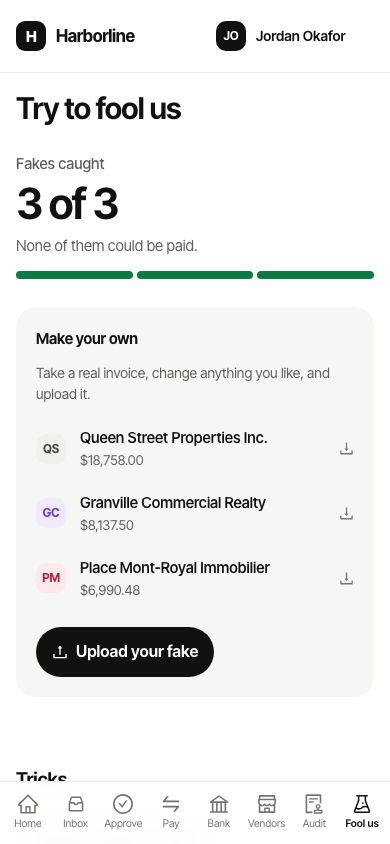 H Harborline
JO Jordan Okafor
Try to fool us
Fakes caught
3 of 3
None of them could be paid.
Make your own
Take a real invoice, change anything you like, and
upload it.
QS Queen Street Properties Inc.
$18,758.00
GC Granville Commercial Realty
$8,137.50
PM Place Mont-Royal Immobilier
$6,990.48
Upload your fake
Tricks
Home Inbox Approve Pay Bank Vendors Audit Fool us